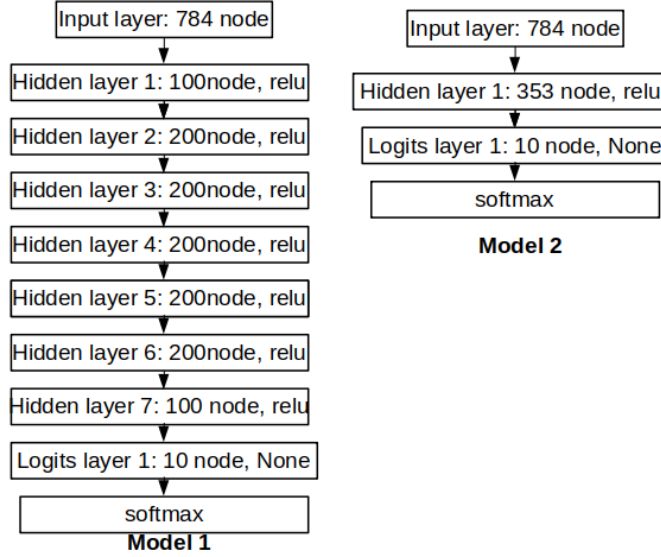 Input layer: 784 node
Hidden layer 1: 100node, relu
Hidden layer 2: 200node, relu
Hidden layer 3: 200node, relu
Hidden layer 4: 200node, relu
Hidden layer 5: 200node, relu
Hidden layer 6: 200node, relu
Hidden layer 7: 100 node, relu
Logits layer 1: 10 node, None
softmax
Model 1
Input layer: 784 node
Hidden layer 1: 353 node, relu
Logits layer 1: 10 node, None
softmax
Model 2